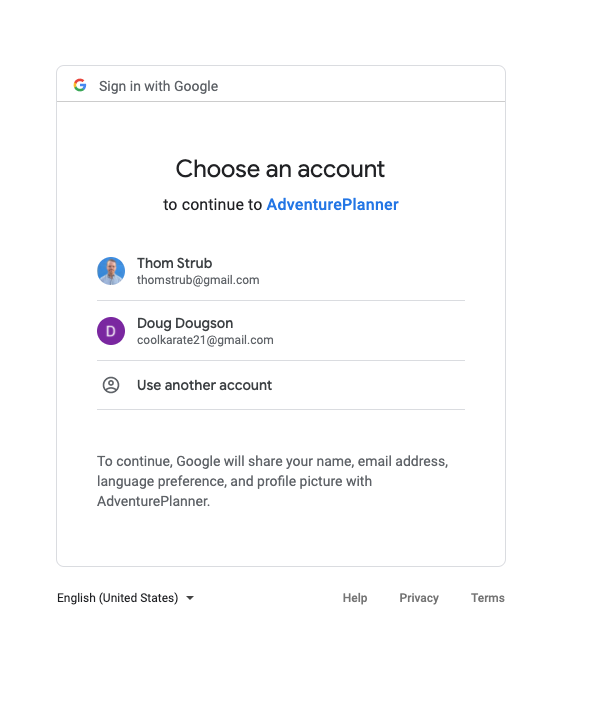 Sign in with Google
Choose an account
to continue to AdventurePlanner
Thom Strub
thomstrub@gmail.com
D
Doug Dougson
coolkarate21@gmail.com
Use another account
To continue, Google will share your name, email address,
language preference, and profile picture with
AdventurePlanner.
English (United States)
Help
Privacy
Terms